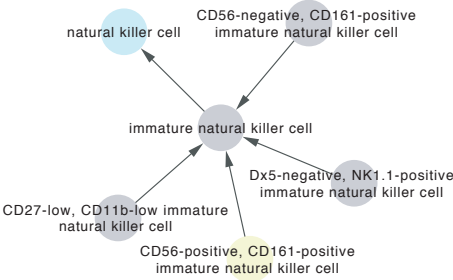 natural killer cell
CD56-negative, CD161-positive
immature natural killer cell
immature natural killer cell
Dx5-negative, NK1.1-positive
immature natural killer cell
CD27-low, CD11b-low immature
natural killer cell
CD56-positive, CD161-positive
immature natural killer cell